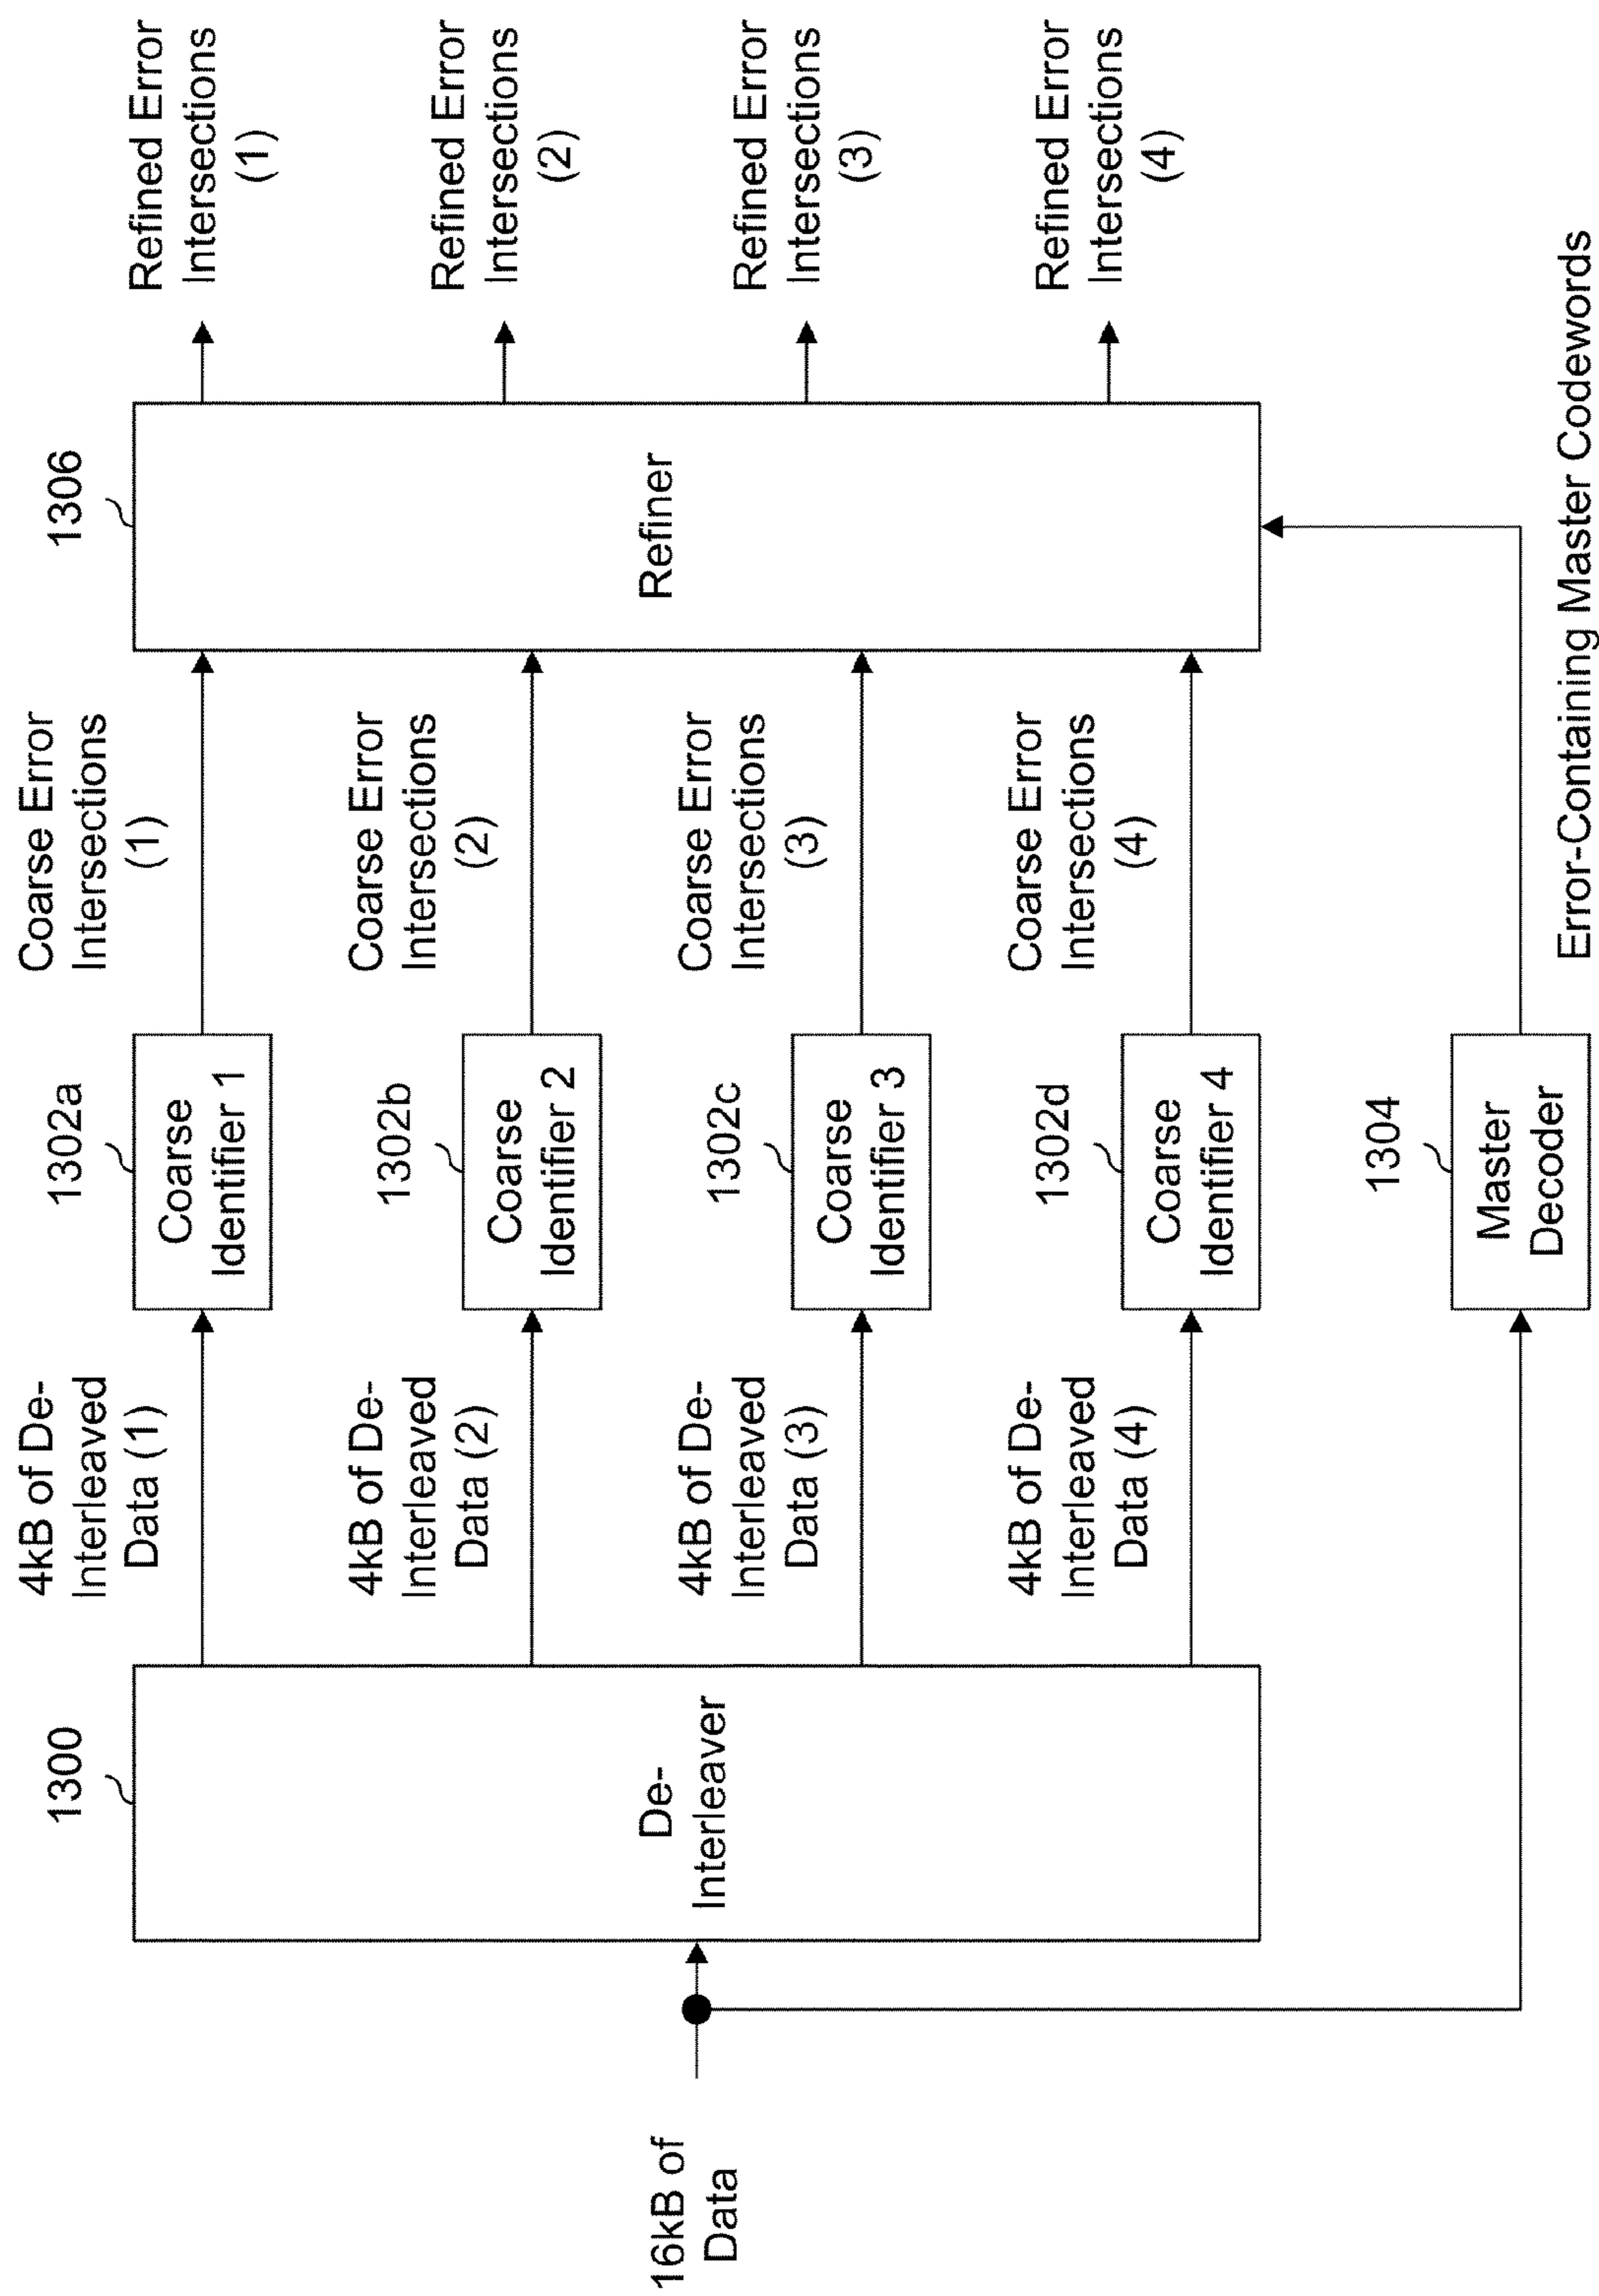 16kB of
Data
1300
De-
Interleaver
4kB of De-
Interleaved
Data (1)
4kB of De-
Interleaved
Data (2)
4kB of De-
Interleaved
Data (3)
4kB of De-
Interleaved
Data (4)
1302a
Coarse
Identifier 1
1302b
Coarse
Identifier 2
1302c
Coarse
Identifier 3
1302d
Coarse
Identifier 4
1304
Master
Decoder
Coarse Error
Intersections
(1)
Coarse Error
Intersections
(2)
Coarse Error
Intersections
(3)
Coarse Error
Intersections
(4)
Error-Containing Master Codewords
1306
Refiner
Refined Error
Intersections
(1)
Refined Error
Intersections
(2)
Refined Error
Intersections
(3)
Refined Error
Intersections
(4)